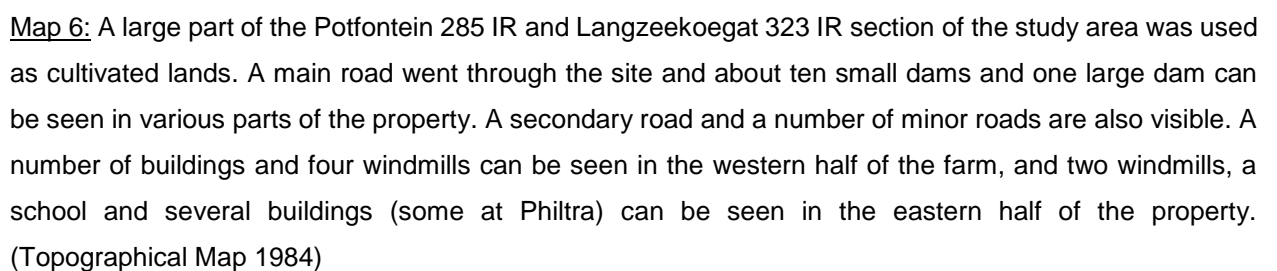 Map 6: A large part of the Potfontein 285 IR and Langzeekoegat 323 IR section of the study area was used
as cultivated lands. A main road went through the site and about ten small dams and one large dam can
be seen in various parts of the property. A secondary road and a number of minor roads are also visible. A
number of buildings and four windmills can be seen in the western half of the farm, and two windmills, a
school and several buildings (some at Philtra) can be seen in the eastern half of the property.
(Topographical Map 1984)